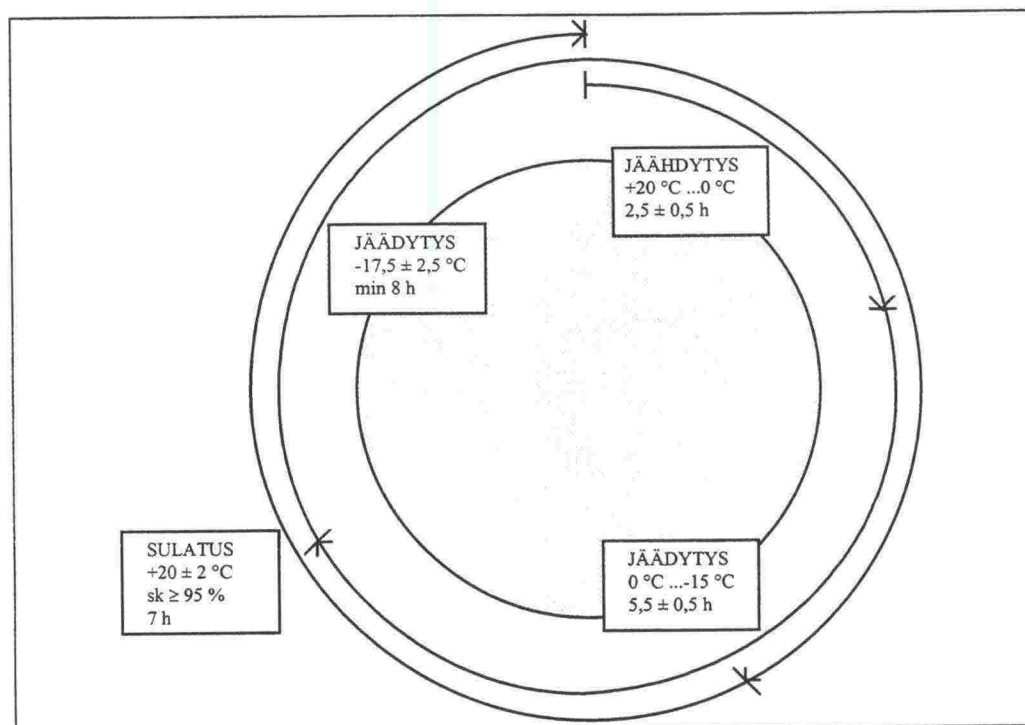 JÄÄHDYTYS
+20 °C ...0 °C
2,5 ± 0,5 h
JÄÄDYTYS
-17,5 ± 2,5 °C
min 8 h
SULATUS
+20 ± 2 °C
sk ≥ 95 %
7 h
JÄÄDYTYS
0 °C ...-15 °C
5,5 ± 0,5 h